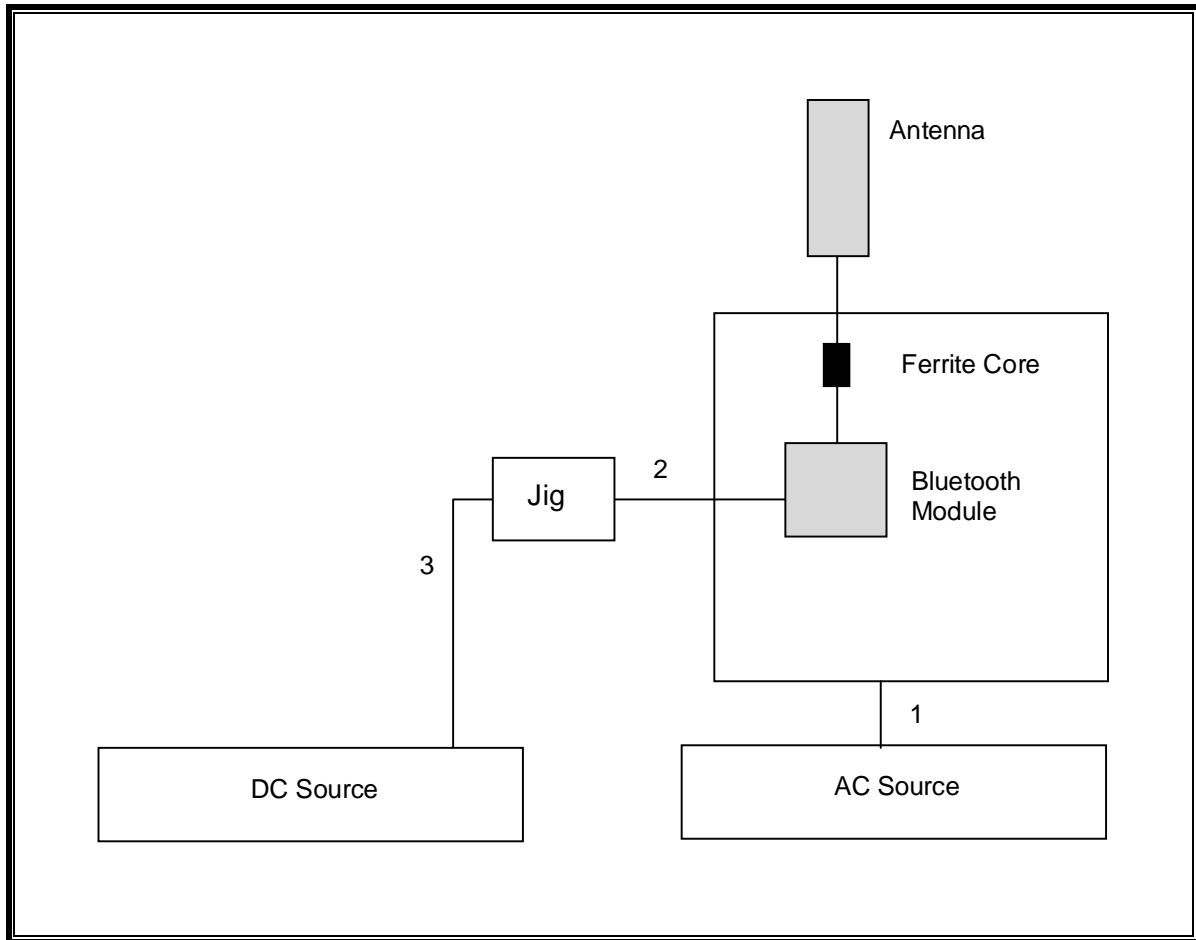 Antenna
Ferrite Core
2
Jig
Bluetooth
Module
3
1
DC Source
AC Source